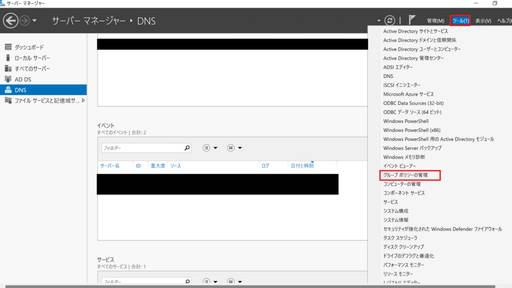 サーバー マネージャー
サーバー マネージャー • DNS
管理(M) ツール(T) 表示(V) ヘルプ(H)
ダッシュボード
ローカル サーバー
すべてのサーバー
AD DS
DNS
ファイル サービスと記憶域サ...
イベント
すべてのイベント | 合計: 2
フィルター
サーバー名 ID 重大度 ソース ログ 日付と時刻
サービス
すべてのサービス | 合計: 1
フィルター
Active Directory サイトとサービス
Active Directory ドメインと信頼関係
Active Directory ユーザーとコンピューター
Active Directory 管理センター
ADSI エディター
DNS
iSCSI イニシエーター
Microsoft Azure サービス
ODBC Data Sources (32-bit)
ODBC データ ソース (64 ビット)
Windows PowerShell
Windows PowerShell (x86)
Windows PowerShell 用の Active Directory モジュール
Windows Server バックアップ
Windows メモリ診断
イベント ビューアー
グループ ポリシーの管理
コンピューターの管理
コンポーネント サービス
サービス
システム構成
システム情報
セキュリティが強化された Windows Defender ファイアウォール
タスク スケジューラ
ディスク クリーンアップ
ドライブのデフラグと最適化
パフォーマンス モニター
リソース モニター